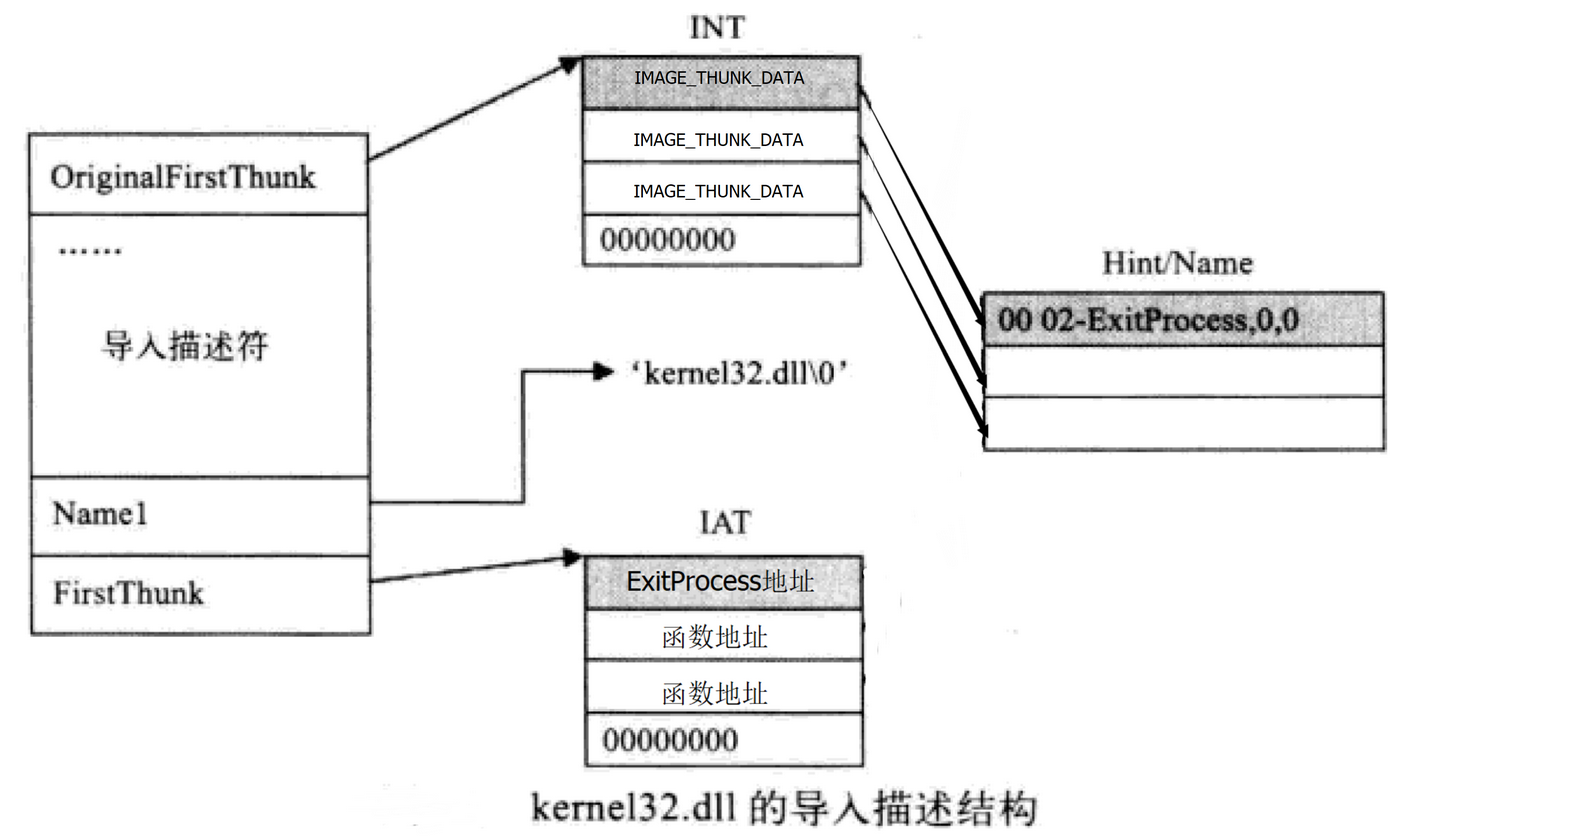 INT
IMAGE_THUNK_DATA
IMAGE_THUNK_DATA
IMAGE_THUNK_DATA
00000000
OriginalFirstThunk
……
导入描述符
Name1
FirstThunk
Hint/Name
00 02-ExitProcess,0,0
‘kernel32.dll\0’
IAT
ExitProcess地址
函数地址
函数地址
00000000
kernel32.dll 的导入描述结构